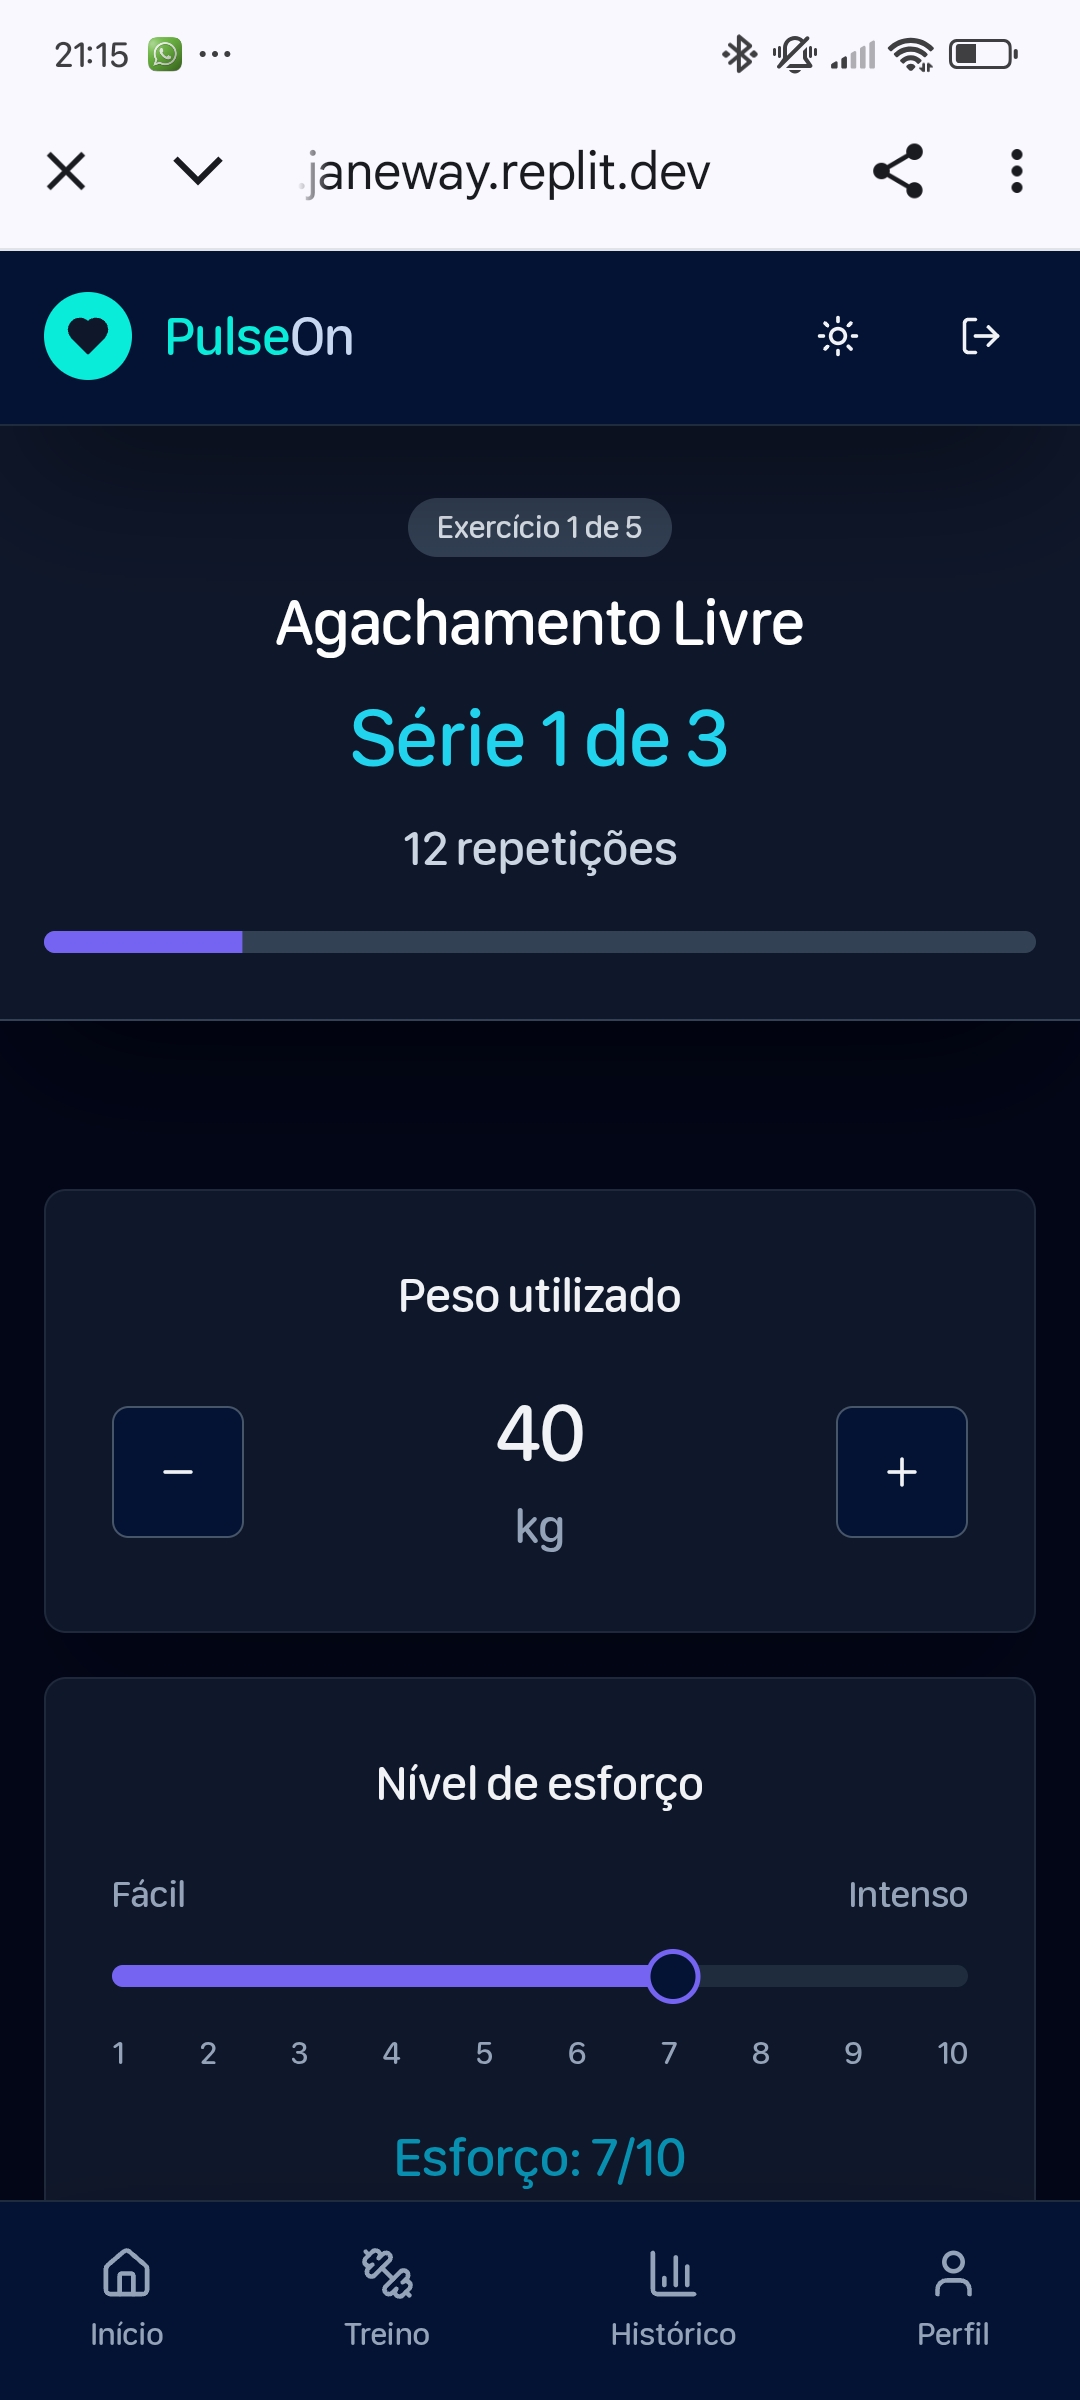 21:15
.janeway.replit.dev
PulseOn
Exercício 1 de 5
Agachamento Livre
Série 1 de 3
12 repetições
Peso utilizado
40
kg
Nível de esforço
Fácil Intenso
1 2 3 4 5 6 7 8 9 10
Esforço: 7/10
Início Treino Histórico Perfil